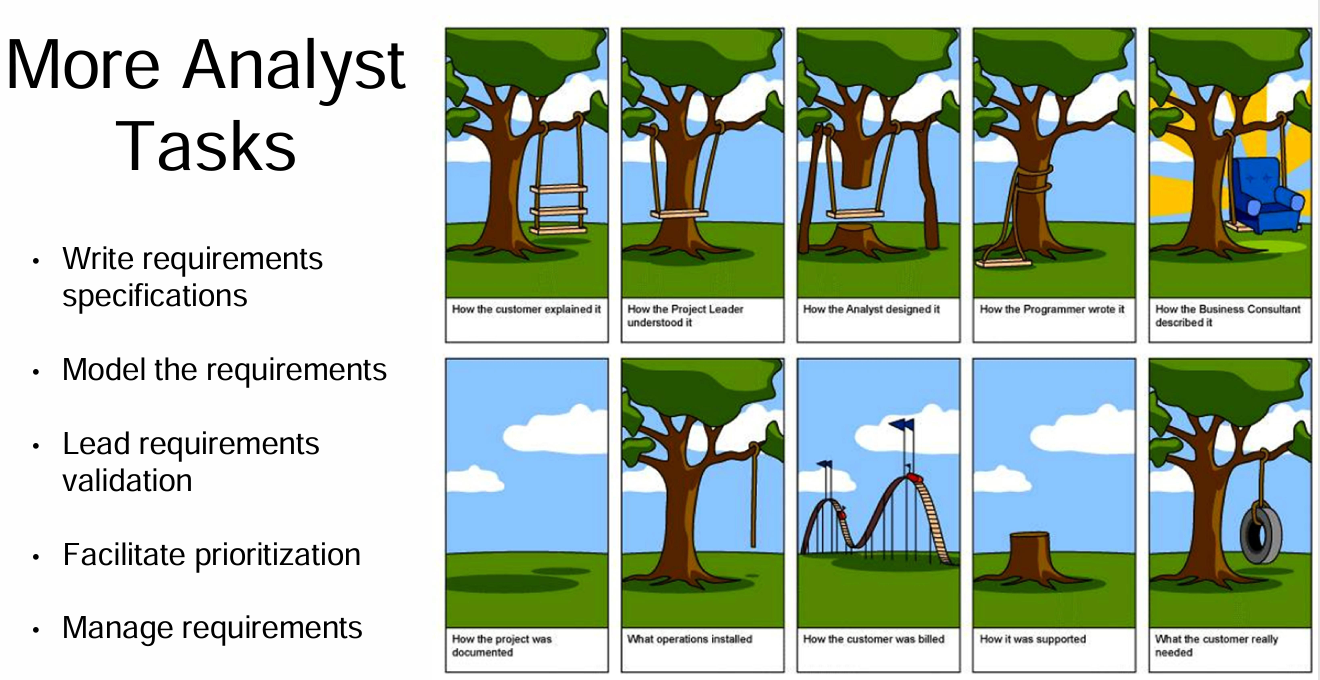 More Analyst
Tasks
• Write requirements
specifications
• Model the requirements
• Lead requirements
validation
• Facilitate prioritization
• Manage requirements
How the customer explained it
How the Project Leader
understood it
How the Analyst designed it
How the Programmer wrote it
How the Business Consultant
described it
How the project was
documented
What operations installed
How the customer was billed
How it was supported
What the customer really
needed